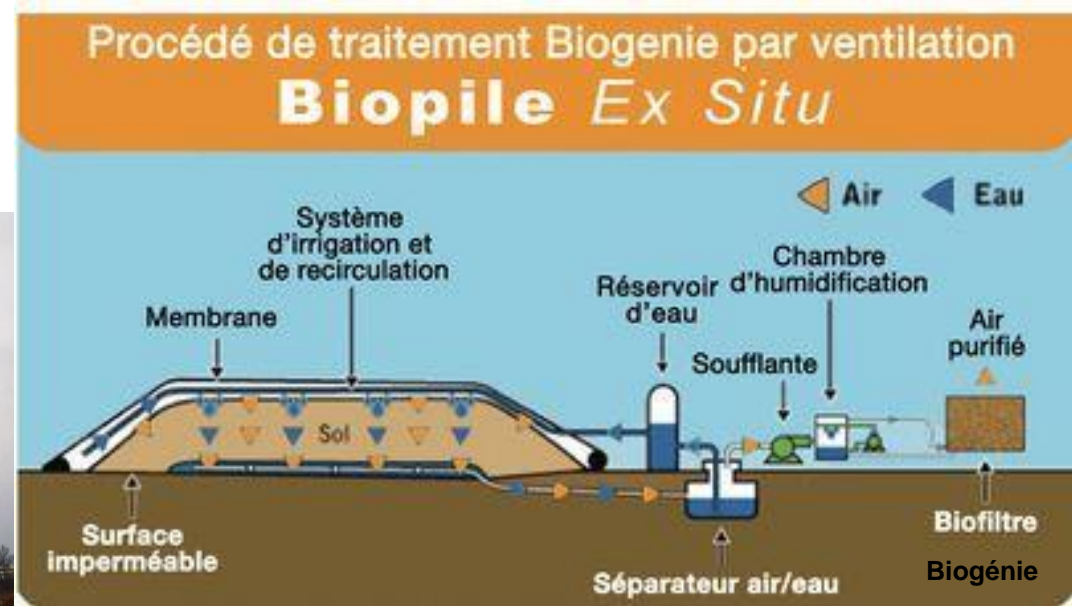 Procédé de traitement Biogenie par ventilation
Biopile Ex Situ
Air
Eau
Système
d'irrigation et
de recirculation
Membrane
Réservoir
d'eau
Chambre
d'humidification
Soufflante
Air
purifié
Sol
Surface
imperméable
Séparateur air/eau
Biofiltre
Biogénie